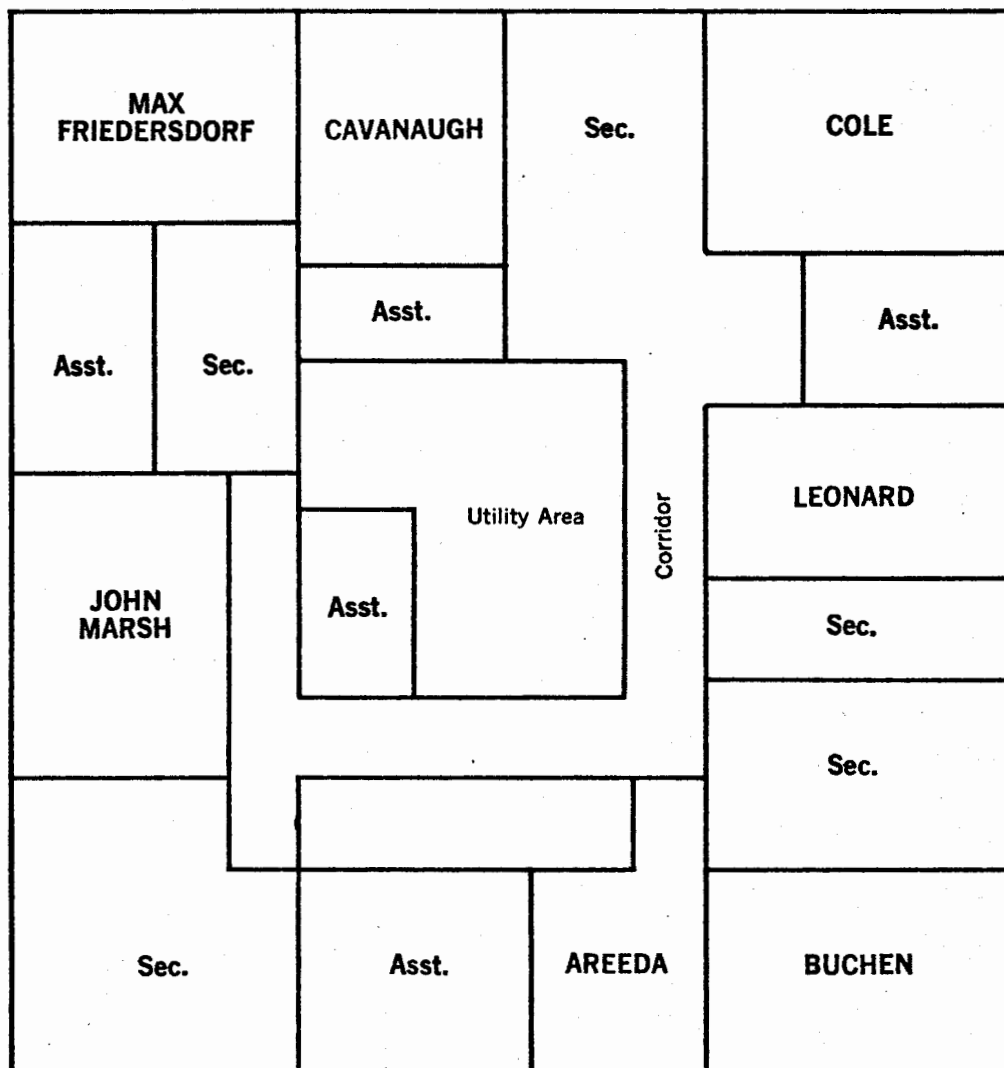 MAX
FRIEDERSDORF
CAVANAUGH
Sec.
COLE
Asst.
Asst.
Asst.
Sec.
LEONARD
Utility Area
Corridor
JOHN
MARSH
Asst.
Sec.
Sec.
Sec.
Asst.
AREEDA
BUCHEN